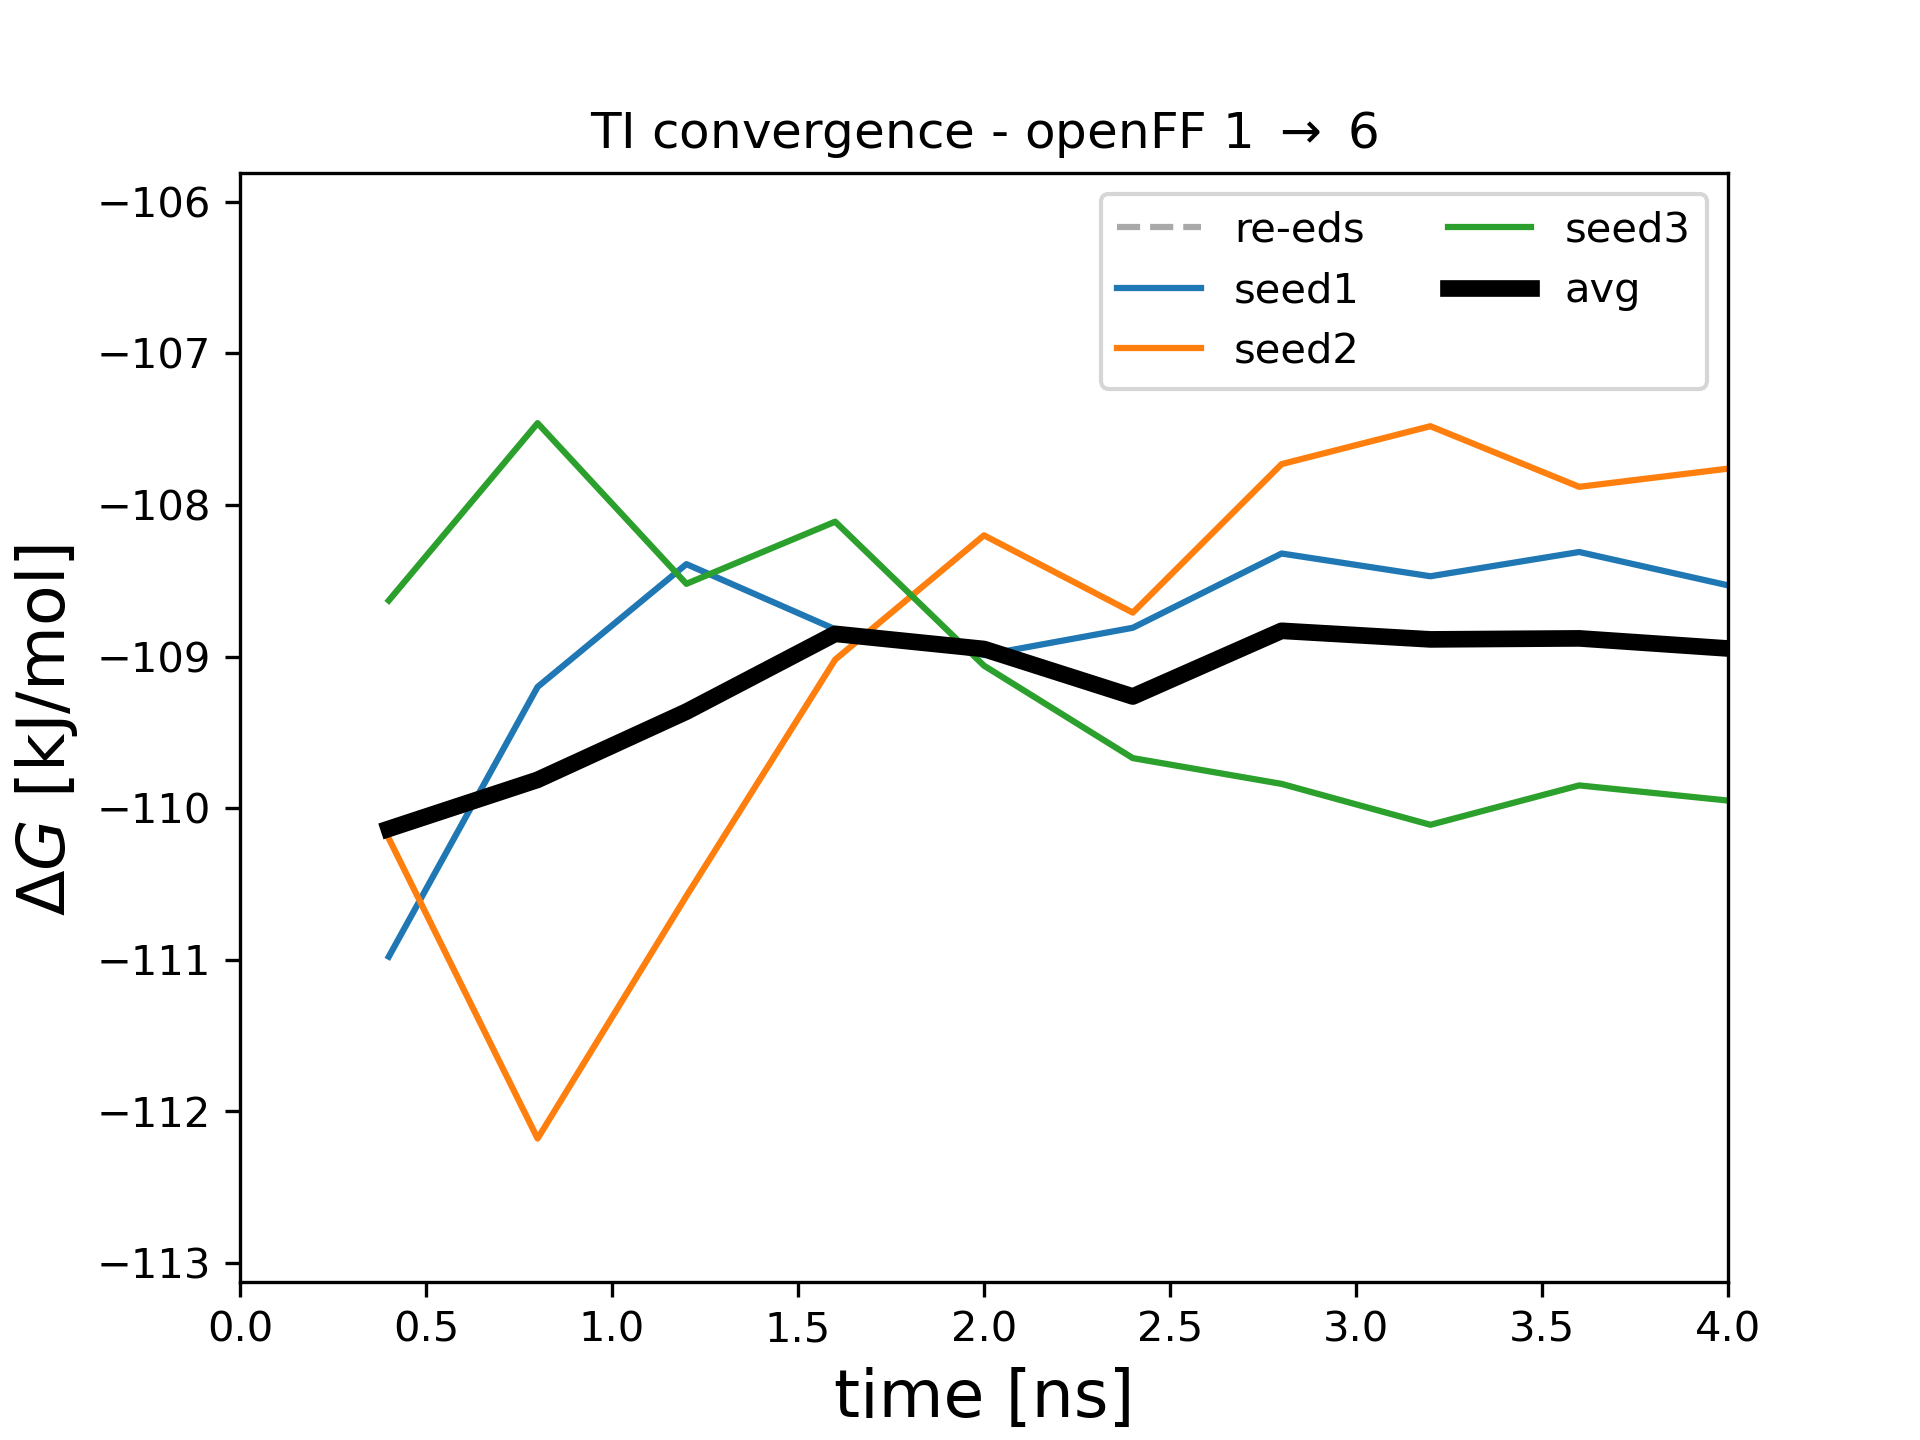 TI convergence - openFF 1 → 6
−106
−107
−108
−109
−110
−111
−112
−113
ΔG [kJ/mol]
re-eds
seed1
seed2
seed3
avg
0.0 0.5 1.0 1.5 2.0 2.5 3.0 3.5 4.0
time [ns]